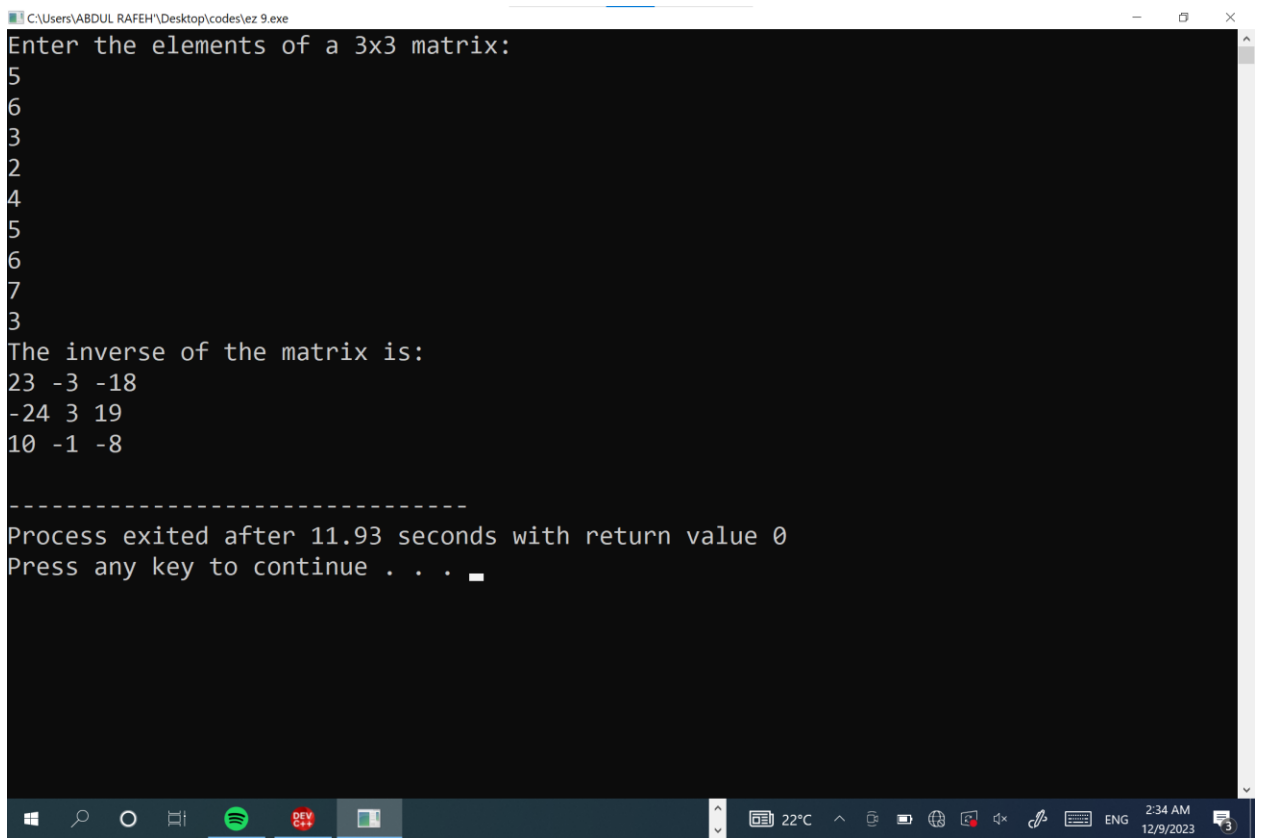 C:\Users\ABDUL RAFEH'\Desktop\codes\ez 9.exe
Enter the elements of a 3x3 matrix:
5
6
3
2
4
5
6
7
3
The inverse of the matrix is:
23 -3 -18
-24 3 19
10 -1 -8
--------------------------------
Process exited after 11.93 seconds with return value 0
Press any key to continue . . .
DEV C++
22°C
ENG
2:34 AM
12/9/2023
3